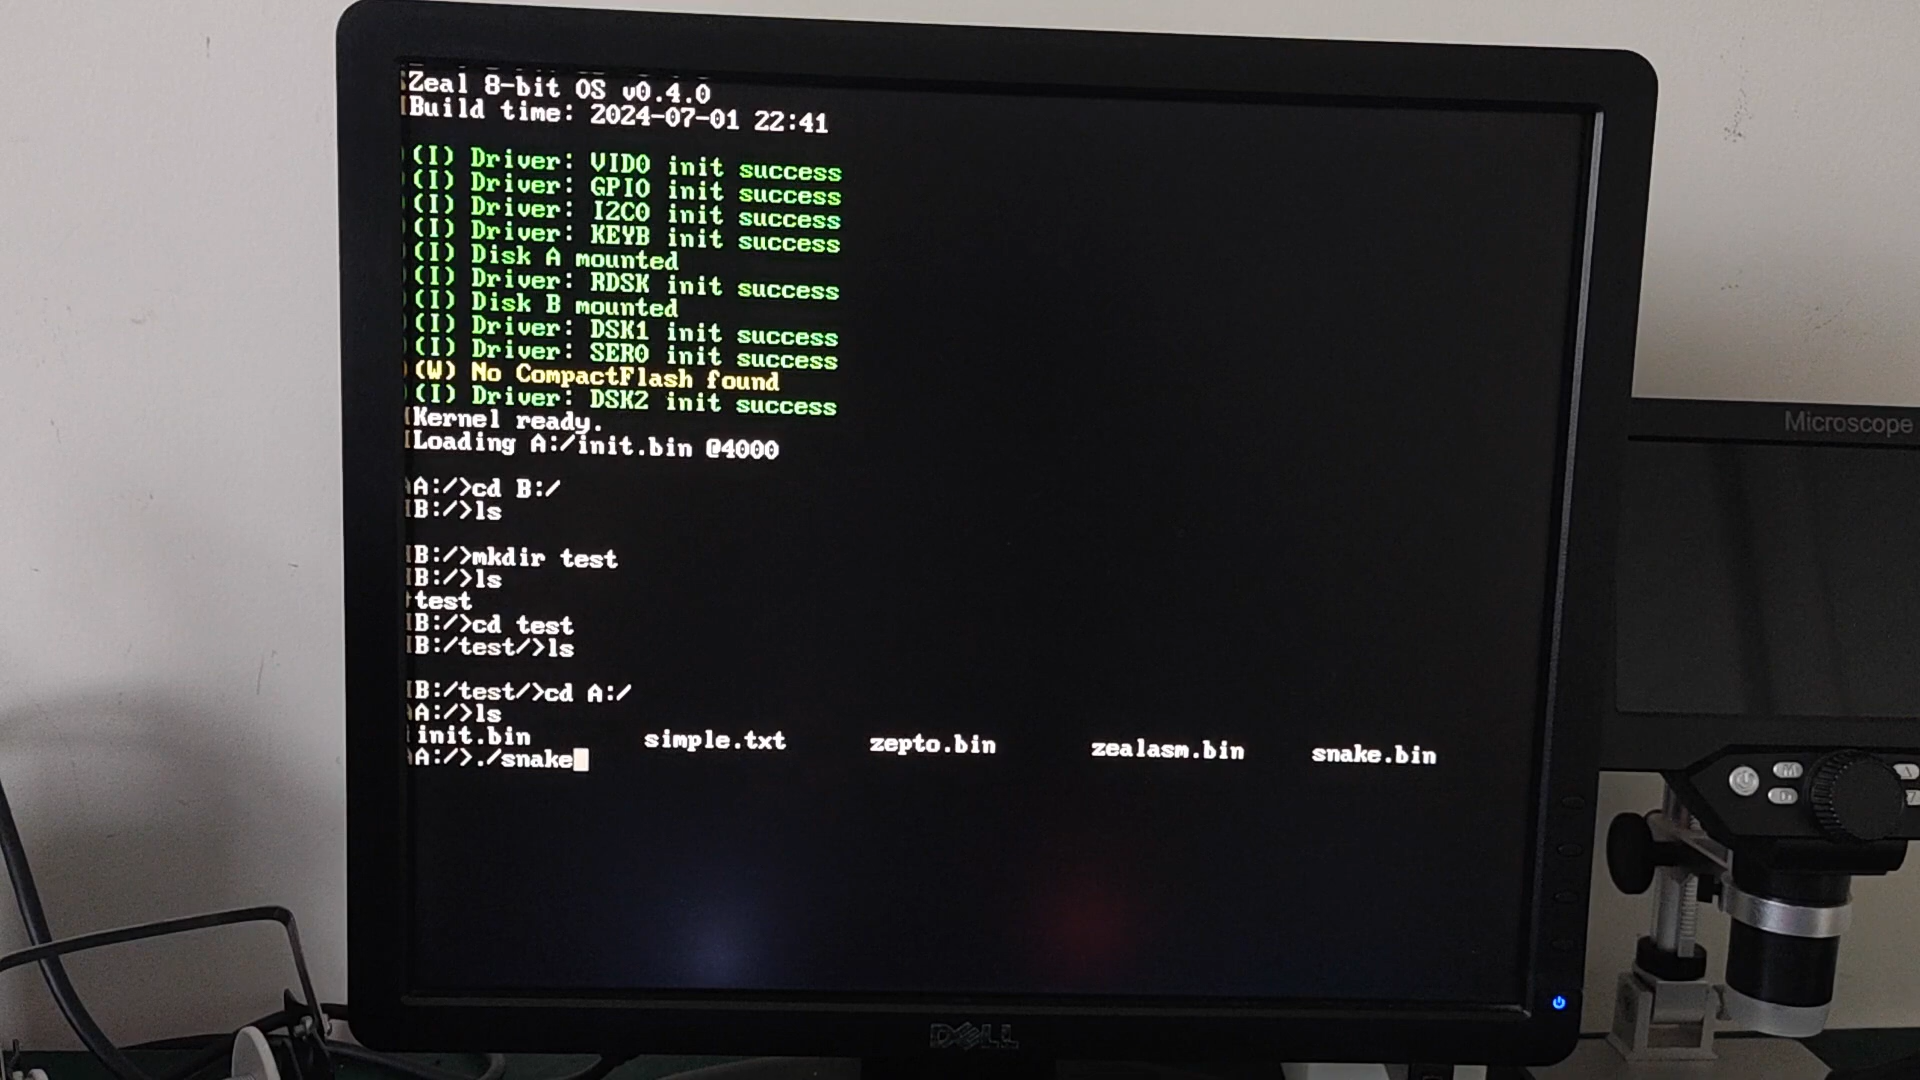 Zeal 8-bit OS v0.4.0
Build time: 2024-07-01 22:41
(I) Driver: VID0 init success
(I) Driver: GPIO init success
(I) Driver: I2C0 init success
(I) Driver: KEYB init success
(I) Disk A mounted
(I) Driver: RDSK init success
(I) Disk B mounted
(I) Driver: DSK1 init success
(I) Driver: SER0 init success
(W) No CompactFlash found
(I) Driver: DSK2 init success
Kernel ready.
Loading A:/init.bin @4000
A:/>cd B:/
B:/>ls
B:/>mkdir test
B:/>ls
test
B:/>cd test
B:/test/>ls
B:/test/>cd A:/
A:/>ls
init.bin simple.txt zepto.bin zealasm.bin snake.bin
A:/>./snake
DELL
Microscope